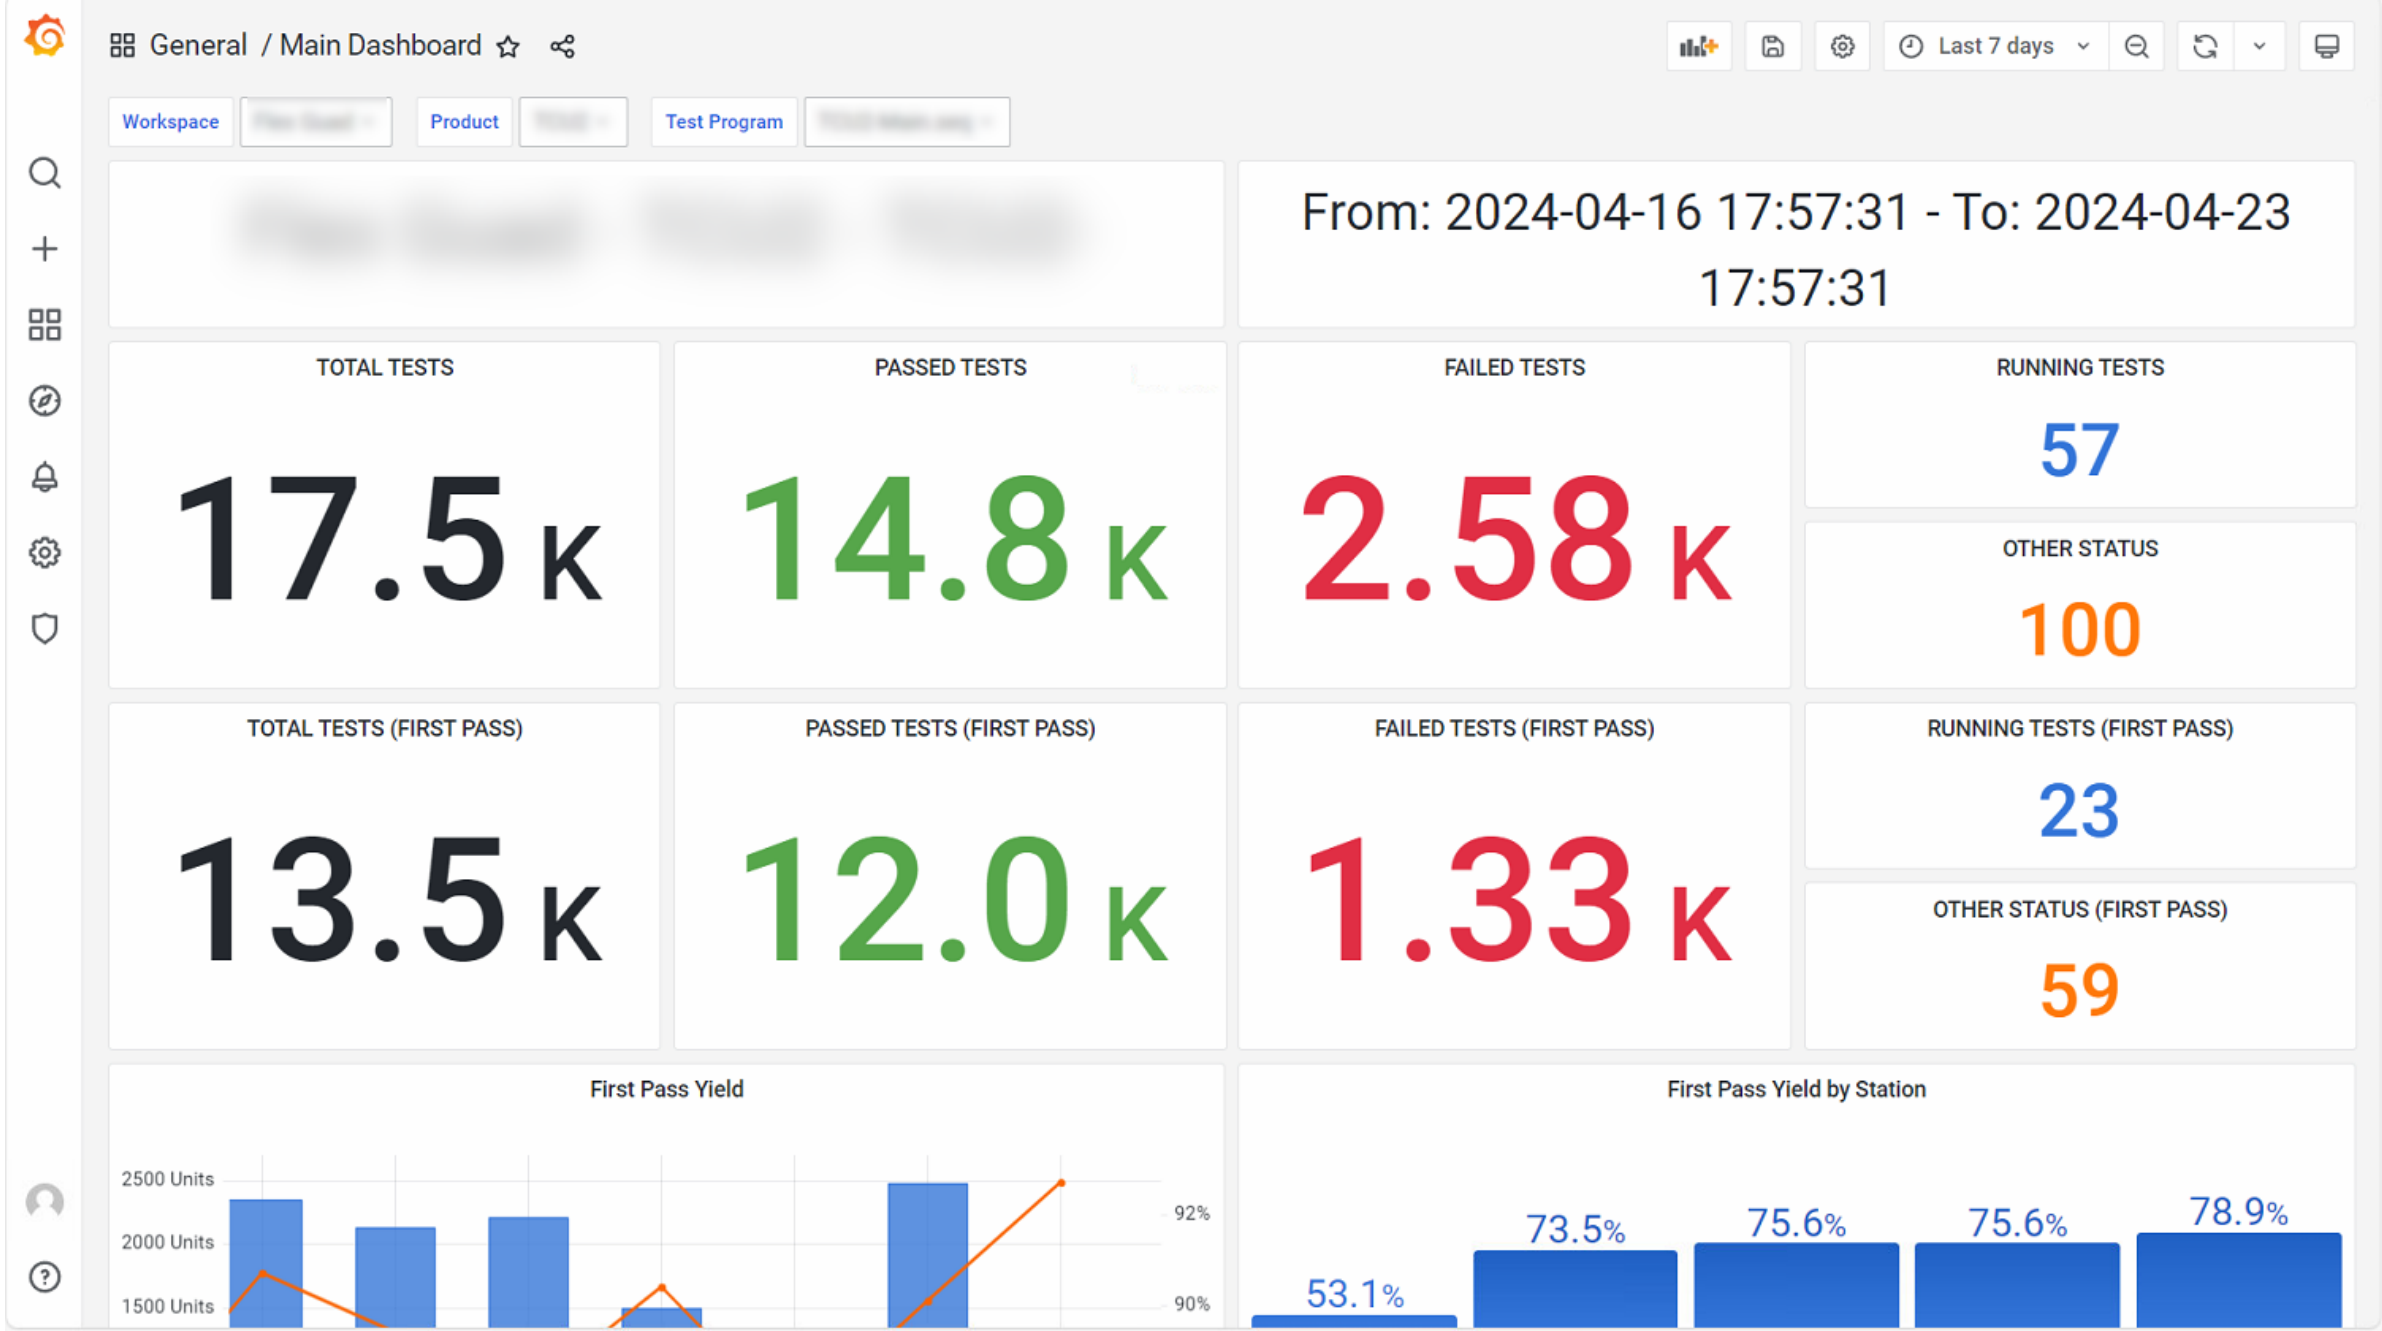 General / Main Dashboard
Last 7 days
Workspace
Product
Test Program
From: 2024-04-16 17:57:31 - To: 2024-04-23
17:57:31
TOTAL TESTS
17.5 K
PASSED TESTS
14.8 K
FAILED TESTS
2.58 K
RUNNING TESTS
57
OTHER STATUS
100
TOTAL TESTS (FIRST PASS)
13.5 K
PASSED TESTS (FIRST PASS)
12.0 K
FAILED TESTS (FIRST PASS)
1.33 K
RUNNING TESTS (FIRST PASS)
23
OTHER STATUS (FIRST PASS)
59
First Pass Yield
2500 Units
2000 Units
1500 Units
92%
90%
First Pass Yield by Station
53.1%
73.5%
75.6%
75.6%
78.9%